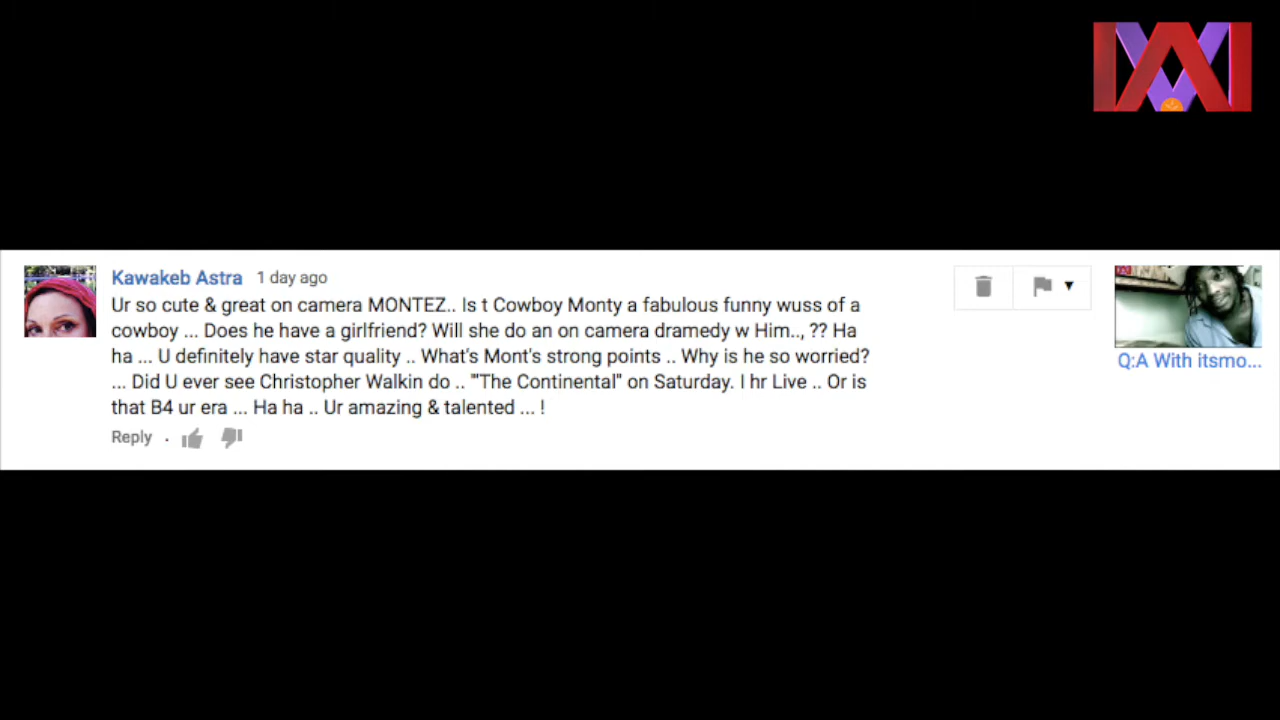 Kawakeb Astra 1 day ago
Ur so cute & great on camera MONTEZ.. Is t Cowboy Monty a fabulous funny wuss of a
cowboy ... Does he have a girlfriend? Will she do an on camera dramedy w Him.., ?? Ha
ha ... U definitely have star quality .. What's Mont's strong points .. Why is he so worried?
... Did U ever see Christopher Walkin do .. "'The Continental" on Saturday. I hr Live .. Or is
that B4 ur era ... Ha ha .. Ur amazing & talented ... !
Reply .
Q:A With itsmo...